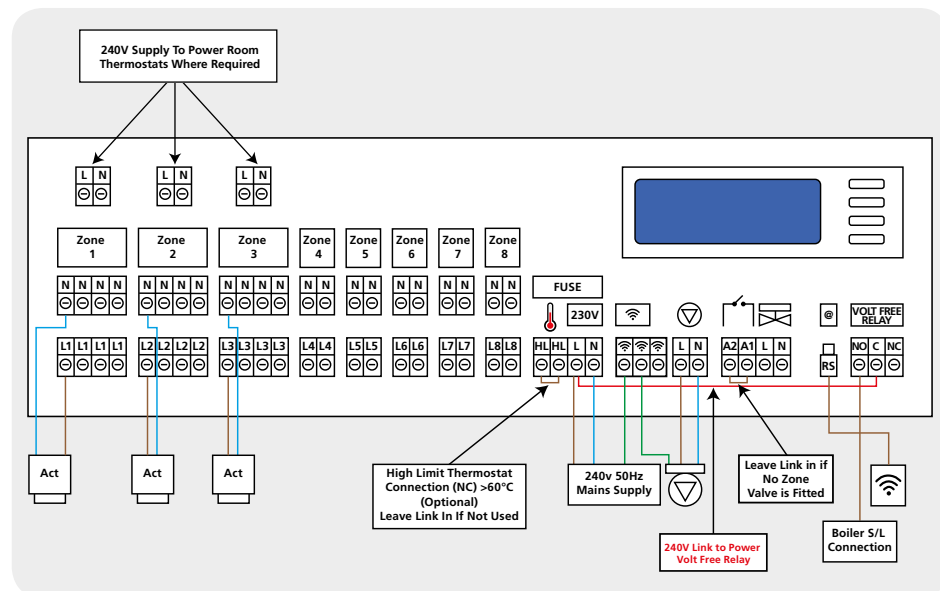 240V Supply To Power Room
Thermostats Where Required
L N
L N
L N
Zone
1
Zone
2
Zone
3
Zone
4
Zone
5
Zone
6
Zone
7
Zone
8
N N N N
N N N N
N N N N
N N
N N
N N
N N
N N
FUSE
230V
@
VOLT FREE
RELAY
L1 L1 L1 L1
L2 L2 L2 L2
L3 L3 L3 L3
L4 L4
L5 L5
L6 L6
L7 L7
L8 L8
HL HL L N
L N
A2 A1 L N
RS
NO C NC
Act
Act
Act
High Limit Thermostat
Connection (NC) >60°C
(Optional)
Leave Link In If Not Used
240v 50Hz
Mains Supply
Leave Link in if
No Zone
Valve is Fitted
240V Link to Power
Volt Free Relay
Boiler S/L
Connection